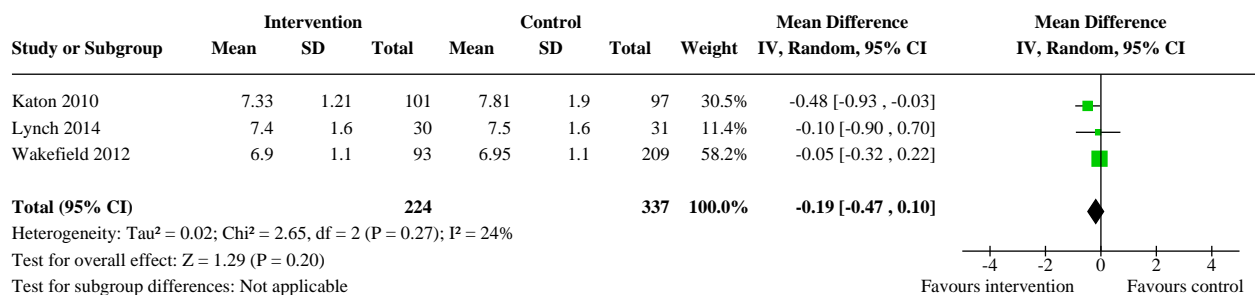 Intervention Control Mean Difference Mean Difference
Study or Subgroup Mean SD Total Mean SD Total Weight IV, Random, 95% CI IV, Random, 95% CI
Katon 2010 7.33 1.21 101 7.81 1.9 97 30.5% -0.48 [-0.93 , -0.03]
Lynch 2014 7.4 1.6 30 7.5 1.6 31 11.4% -0.10 [-0.90 , 0.70]
Wakefield 2012 6.9 1.1 93 6.95 1.1 209 58.2% -0.05 [-0.32 , 0.22]
Total (95% CI) 224 337 100.0% -0.19 [-0.47 , 0.10]
Heterogeneity: Tau² = 0.02; Chi² = 2.65, df = 2 (P = 0.27); I² = 24%
Test for overall effect: Z = 1.29 (P = 0.20)
-4 -2 0 2 4
Test for subgroup differences: Not applicable Favours intervention Favours control